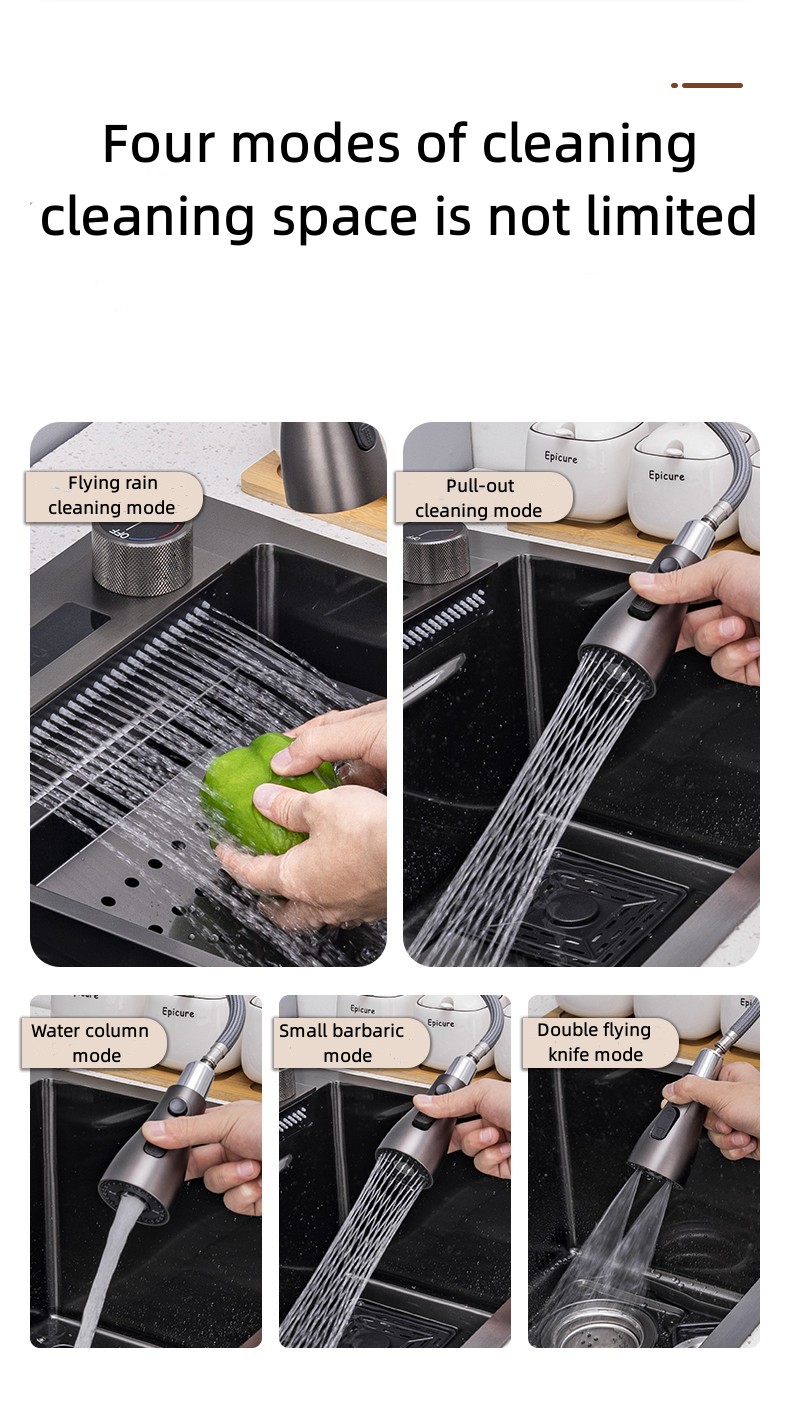 Four modes of cleaning
cleaning space is not limited
Flying rain
cleaning mode
Pull-out
cleaning mode
Epicure
Epicure
OFF
Water column
mode
Epicure
Small barbaric
mode
Epicure
Epicure
Double flying
knife mode